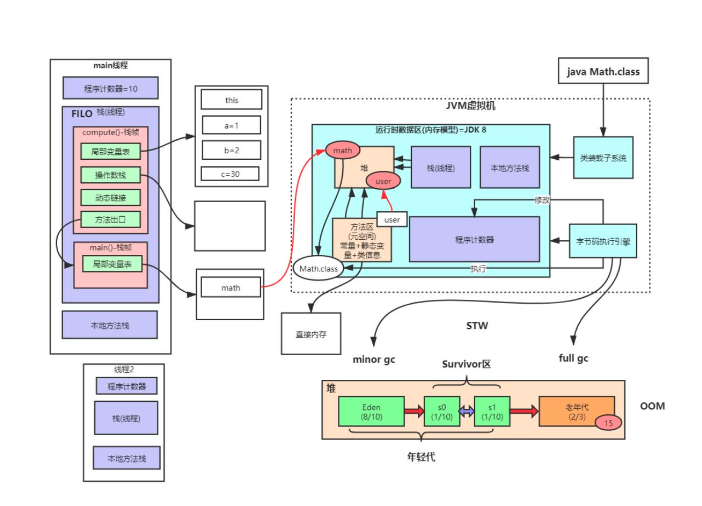 main线程
程序计数器=10
FILO 栈(线程)
compute()-栈帧
局部变量表
操作数栈
动态链接
方法出口
main()-栈帧
局部变量表
本地方法栈
线程2
程序计数器
栈(线程)
本地方法栈
this
a=1
b=2
c=30
math
java Math.class
JVM虚拟机
运行时数据区(内存模型)=JDK 8
math
堆
user
栈(线程)
本地方法栈
类装载子系统
修改
user
方法区
(元空间)
常量+静态变
量+类信息
程序计数器
字节码执行引擎
Math.class
执行
直接内存
STW
minor gc
full gc
Survivor区
堆
Eden
(8/10)
s0
(1/10)
s1
(1/10)
老年代
(2/3)
15
OOM
年轻代